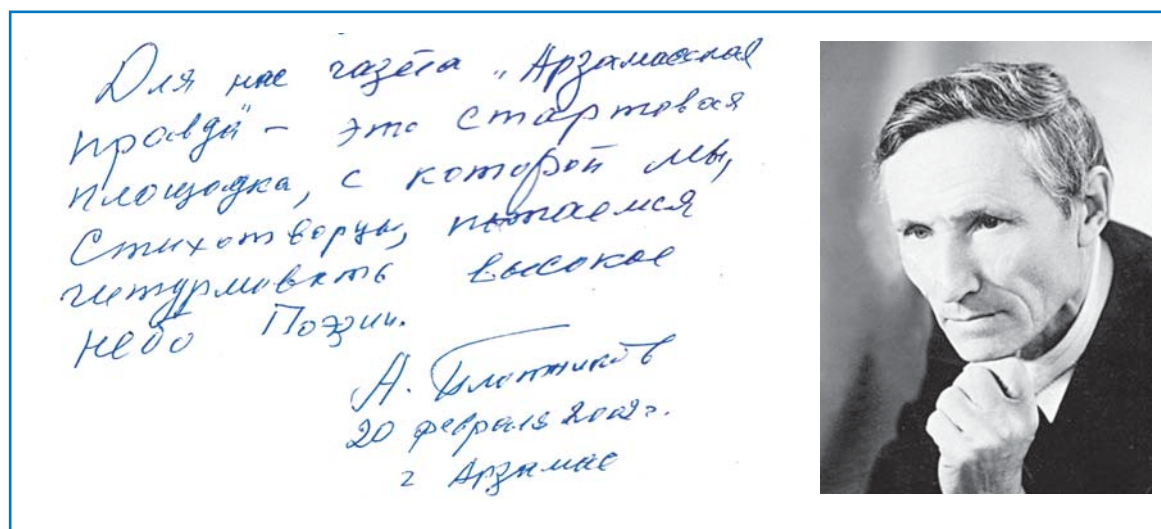 Для нас газета „Арзамасская
правда" – это стартовая
площадка, с которой мы,
стихотворцы, пытаемся
штурмовать высокое
небо Поэзии.
А. Плотников
20 февраля 2002 г.
г Арзамас